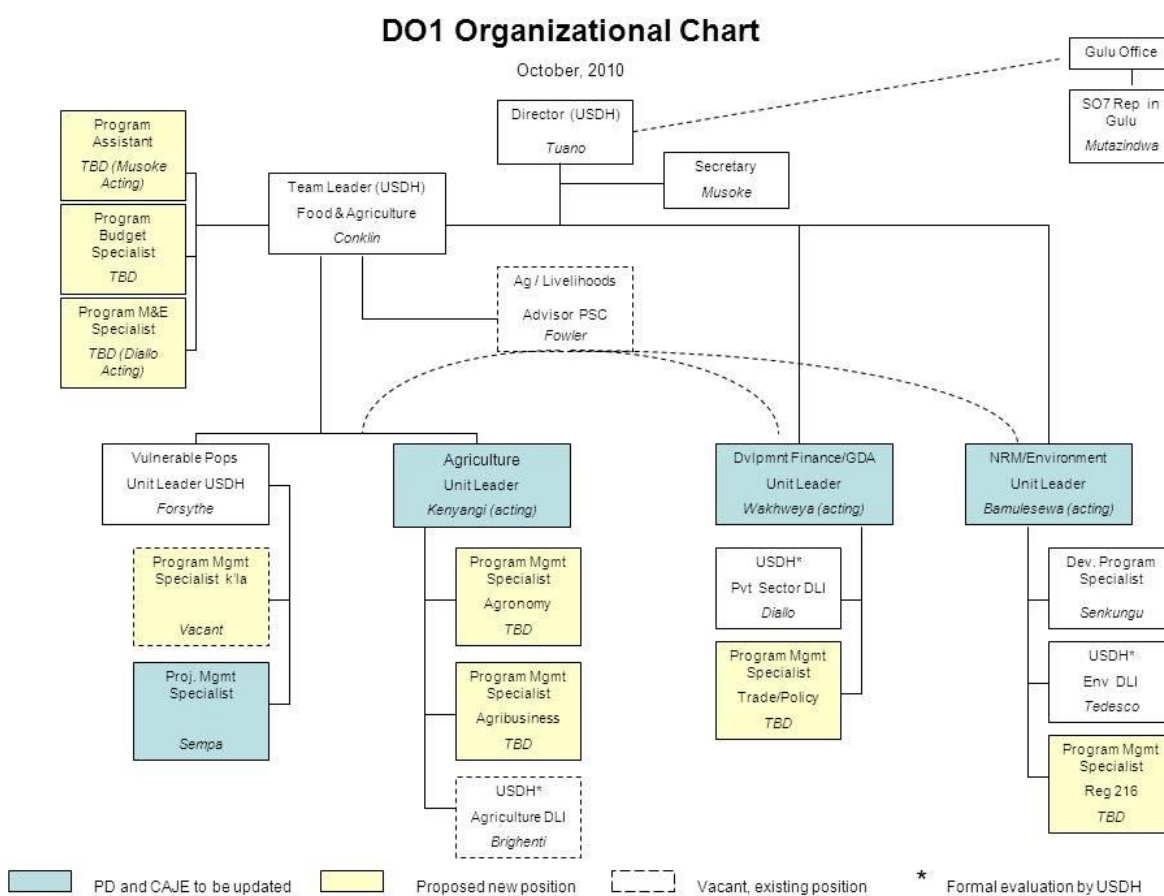 DO1 Organizational Chart
October, 2010
Gulu Office
SO7 Rep in
Gulu
Mutazindwa
Director (USDH)
Tuano
Secretary
Musoke
Program
Assistant
TBD (Musoke
Acting)
Program
Budget
Specialist
TBD
Program M&E
Specialist
TBD (Diallo
Acting)
Team Leader (USDH)
Food & Agriculture
Conklin
Ag / Livelihoods
Advisor PSC
Fowler
Vulnerable Pops
Unit Leader USDH
Forsythe
Program Mgmt
Specialist k'la
Vacant
Proj. Mgmt
Specialist
Sempa
Agriculture
Unit Leader
Kenyangi (acting)
Program Mgmt
Specialist
Agronomy
TBD
Program Mgmt
Specialist
Agribusiness
TBD
USDH*
Agriculture DLI
Brighenti
Dvlpmnt Finance/GDA
Unit Leader
Wakhweya (acting)
USDH*
Pvt Sector DLI
Diallo
Program Mgmt
Specialist
Trade/Policy
TBD
NRM/Environment
Unit Leader
Bamulesewa (acting)
Dev. Program
Specialist
Senkungu
USDH*
Env DLI
Tedesco
Program Mgmt
Specialist
Reg 216
TBD
PD and CAJE to be updated
Proposed new position
Vacant, existing position
* Formal evaluation by USDH